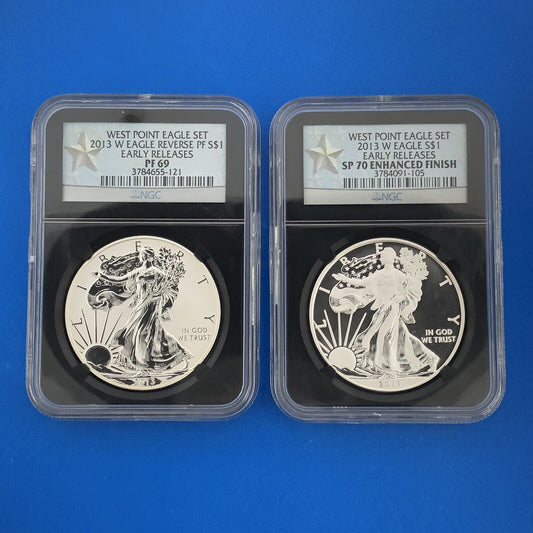 WEST POINT EAGLE SET
2013 W EAGLE REVERSE PF S$1
EARLY RELEASES
PF 69
3784655-121
NGC
LIBERTY
IN GOD
WE TRUST
2013
WEST POINT EAGLE SET
2013 W EAGLE S$1
EARLY RELEASES
SP 70 ENHANCED FINISH
3784091-105
NGC
LIBERTY
IN GOD
WE TRUST
2013